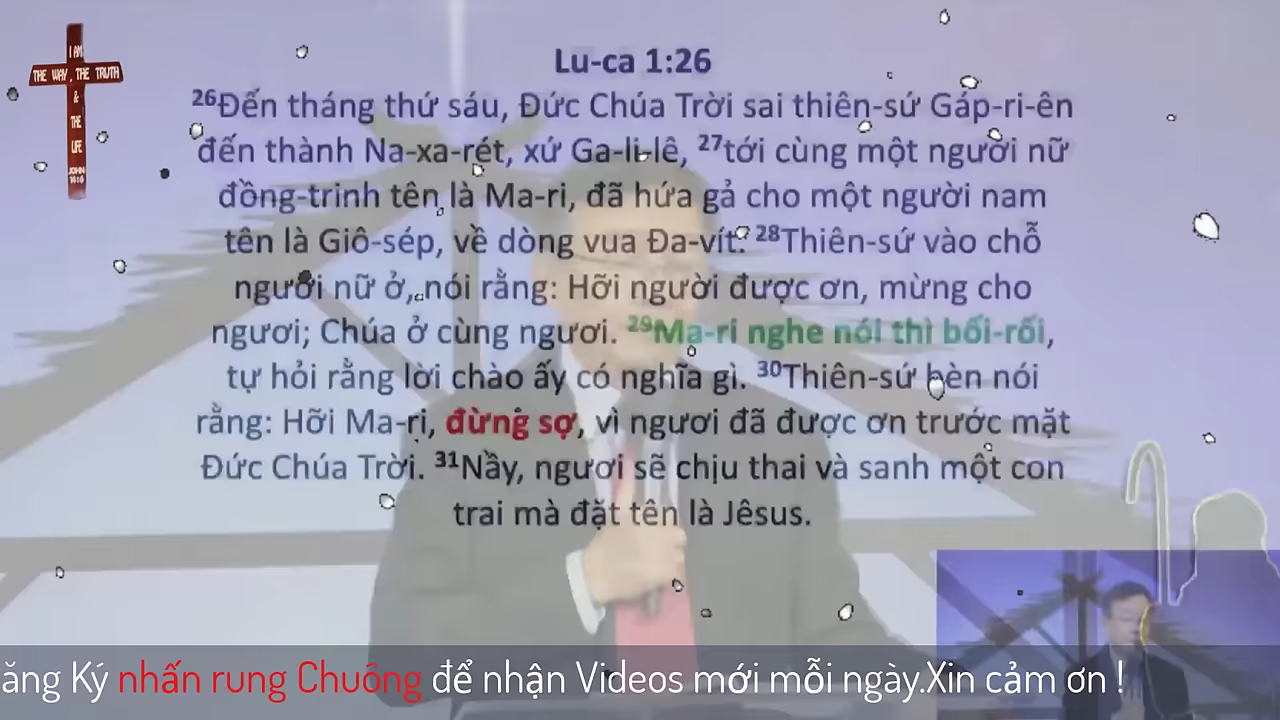 I AM
THE WAY, THE TRUTH
&
THE
LIFE
JOHN
14:6
Lu-ca 1:26
²⁶Đến tháng thứ sáu, Đức Chúa Trời sai thiên-sứ Gáp-ri-ên
đến thành Na-xa-rét, xứ Ga-li-lê, ²⁷tới cùng một người nữ
đồng-trinh tên là Ma-ri, đã hứa gả cho một người nam
tên là Giô-sép, về dòng vua Đa-vít. ²⁸Thiên-sứ vào chỗ
người nữ ở, nói rằng: Hỡi người được ơn, mừng cho
ngươi; Chúa ở cùng ngươi. ²⁹Ma-ri nghe nói thì bối-rối,
tự hỏi rằng lời chào ấy có nghĩa gì. ³⁰Thiên-sứ bèn nói
rằng: Hỡi Ma-ri, đừng sợ, vì ngươi đã được ơn trước mặt
Đức Chúa Trời. ³¹Nầy, ngươi sẽ chịu thai và sanh một con
trai mà đặt tên là Jêsus.
ăng Ký nhấn rung Chuông để nhận Videos mới mỗi ngày.Xin cảm ơn !